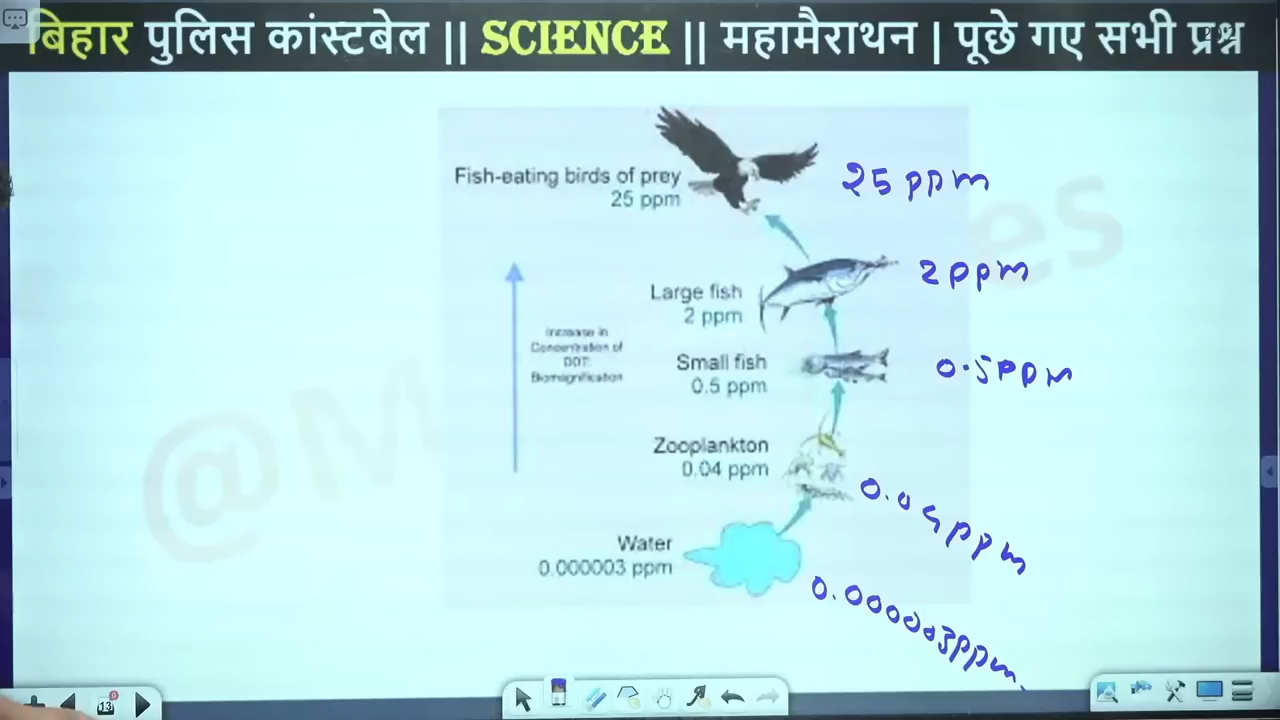 बिहार पुलिस कांस्टबेल || SCIENCE || महामैराथन | पूछे गए सभी प्रश्न
Fish-eating birds of prey
25 ppm
25 ppm
Large fish
2 ppm
2 ppm
Increase in
Concentration of
DDT:
Biomagnification
Small fish
0.5 ppm
0.5 ppm
Zooplankton
0.04 ppm
0.04 ppm
Water
0.000003 ppm
0.000003 ppm
13